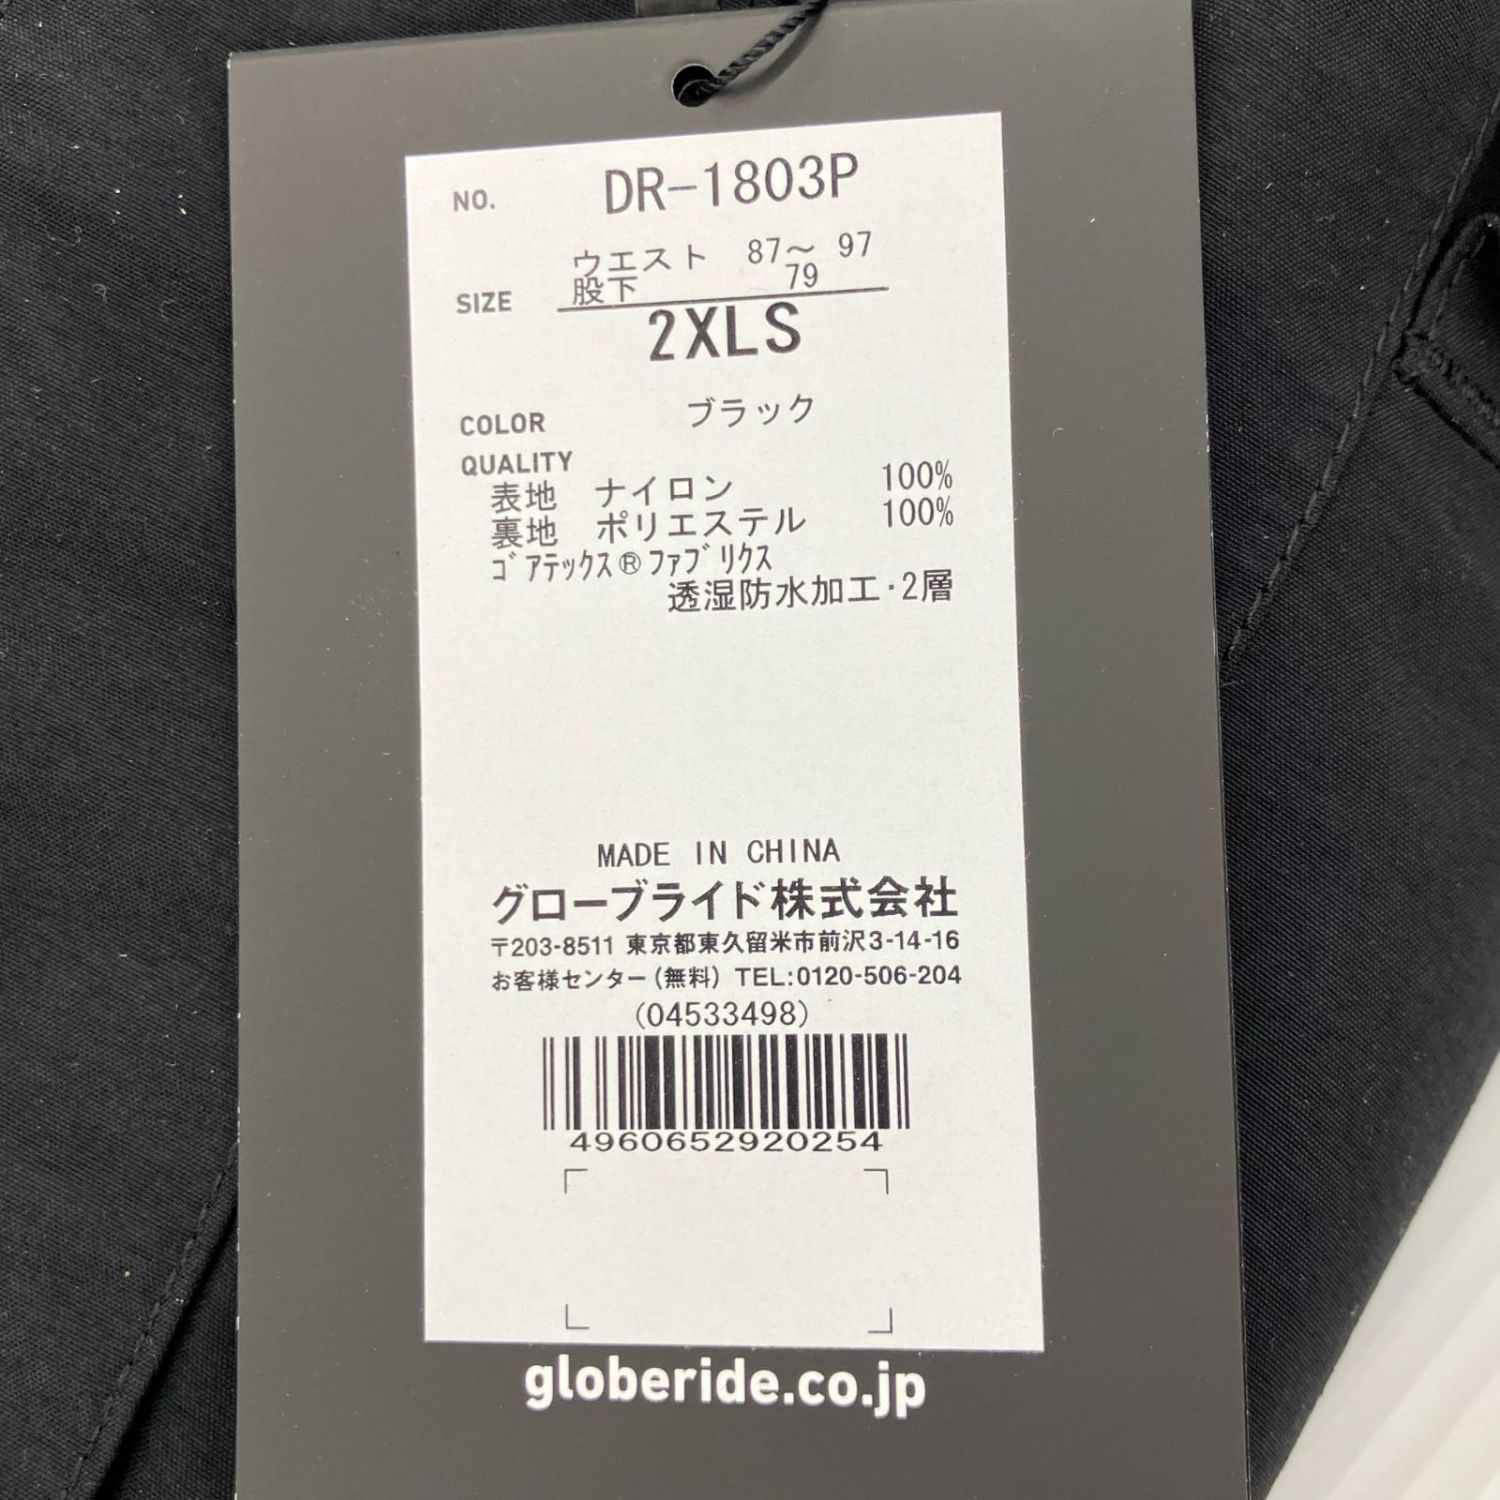 NO. DR-1803P
ウエスト 87〜 97
股下 79
SIZE 2XLS
COLOR ブラック
QUALITY
表地 ナイロン 100%
裏地 ポリエステル 100%
ｺﾞｱﾃｯｸｽ®ﾌｧﾌﾞﾘｸｽ
透湿防水加工·2層
MADE IN CHINA
グローブライド株式会社
〒203-8511 東京都東久留米市前沢3-14-16
お客様センター(無料) TEL:0120-506-204
(04533498)
4960652920254
globeride.co.jp